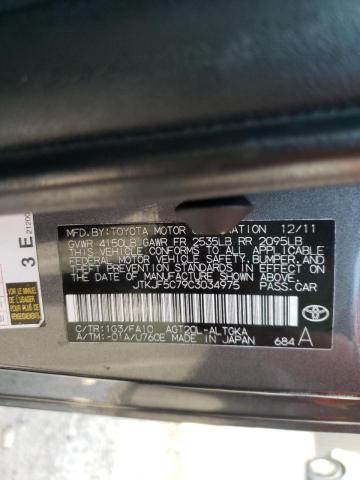 MFD.BY:TOYOTA MOTOR 12/11
GVWR 4150LB GAWR FR 2535LB RR 2095LB
THIS VEHICLE CONFORMS TO ALL APPLICABLE
FEDERAL MOTOR VEHICLE SAFETY,
BUMPER, AND THEFT PREVENTION STANDARDS
IN EFFECT ON THE DATE OF MANUFACTURE
SHOWN ABOVE.
JTKJF5C79C3034975 PASS.CAR
C/TR:1G3/FA10 AGT20L-ALTGKA
A/TM:-01A/U760E MADE IN JAPAN 684 A
3 E